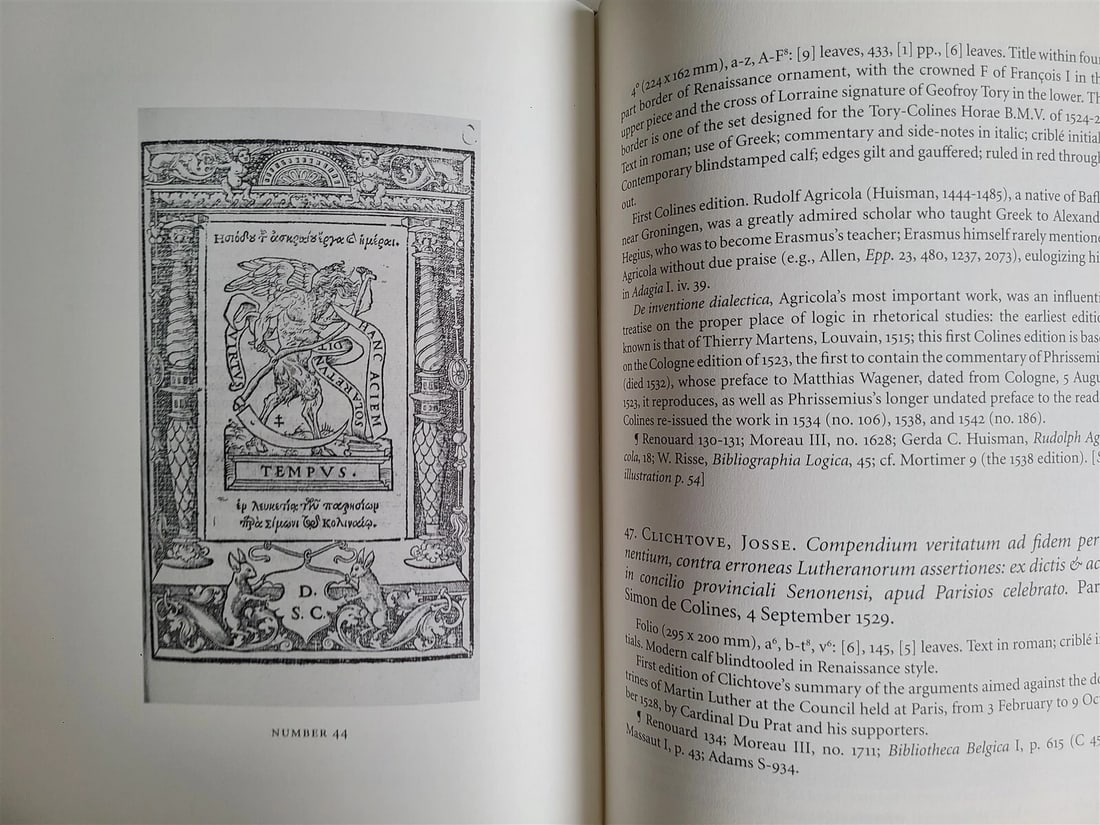 Ησιόδου τ ἀσκραίου ἔργα ἡμέραι.
VIRTVS
HANC ACIEM
SOLA
RETVN
DIT
TEMPVS.
ἐν λευκετίᾳ τῶν παρησίων
Σίμωνι Κολιναίῳ.
D.
S. C.
NUMBER 44
4° (224 x 162 mm), a-z, A-F⁸: [9] leaves, 433, [1] pp., [6] leaves. Title within four
part border of Renaissance ornament, with the crowned F of François I in th
upper piece and the cross of Lorraine signature of Geofroy Tory in the lower. Th
border is one of the set designed for the Tory-Colines Horae B.M.V. of 1524-2
Text in roman; use of Greek; commentary and side-notes in italic; criblé initial
Contemporary blindstamped calf; edges gilt and gauffered; ruled in red through
out.
First Colines edition. Rudolf Agricola (Huisman, 1444-1485), a native of Bafl
near Groningen, was a greatly admired scholar who taught Greek to Alexand
Hegius, who was to become Erasmus's teacher; Erasmus himself rarely mentione
Agricola without due praise (e.g., Allen, Epp. 23, 480, 1237, 2073), eulogizing hi
in Adagia I. iv. 39.
De inventione dialectica, Agricola's most important work, was an influenti
treatise on the proper place of logic in rhetorical studies: the earliest editio
known is that of Thierry Martens, Louvain, 1515; this first Colines edition is base
on the Cologne edition of 1523, the first to contain the commentary of Phrissemi
(died 1532), whose preface to Matthias Wagener, dated from Cologne, 5 Augu
1523, it reproduces, as well as Phrissemius's longer undated preface to the read
Colines re-issued the work in 1534 (no. 106), 1538, and 1542 (no. 186).
¶ Renouard 130-131; Moreau III, no. 1628; Gerda C. Huisman, Rudolph Ag
cola, 18; W. Risse, Bibliographia Logica, 45; cf. Mortimer 9 (the 1538 edition). [S
illustration p. 54]
47. CLICHTOVE, JOSSE. Compendium veritatum ad fidem per
nentium, contra erroneas Lutheranorum assertiones: ex dictis & ac
in concilio provinciali Senonensi, apud Parisios celebrato. Par
Simon de Colines, 4 September 1529.
Folio (295 x 200 mm), a⁶, b-t⁸, v⁶: [6], 145, [5] leaves. Text in roman; criblé i
tials. Modern calf blindtooled in Renaissance style.
First edition of Clichtove's summary of the arguments aimed against the do
trines of Martin Luther at the Council held at Paris, from 3 February to 9 Oc
ber 1528, by Cardinal Du Prat and his supporters.
¶ Renouard 134; Moreau III, no. 1711; Bibliotheca Belgica I, p. 615 (C 45
Massaut I, p. 43; Adams S-934.